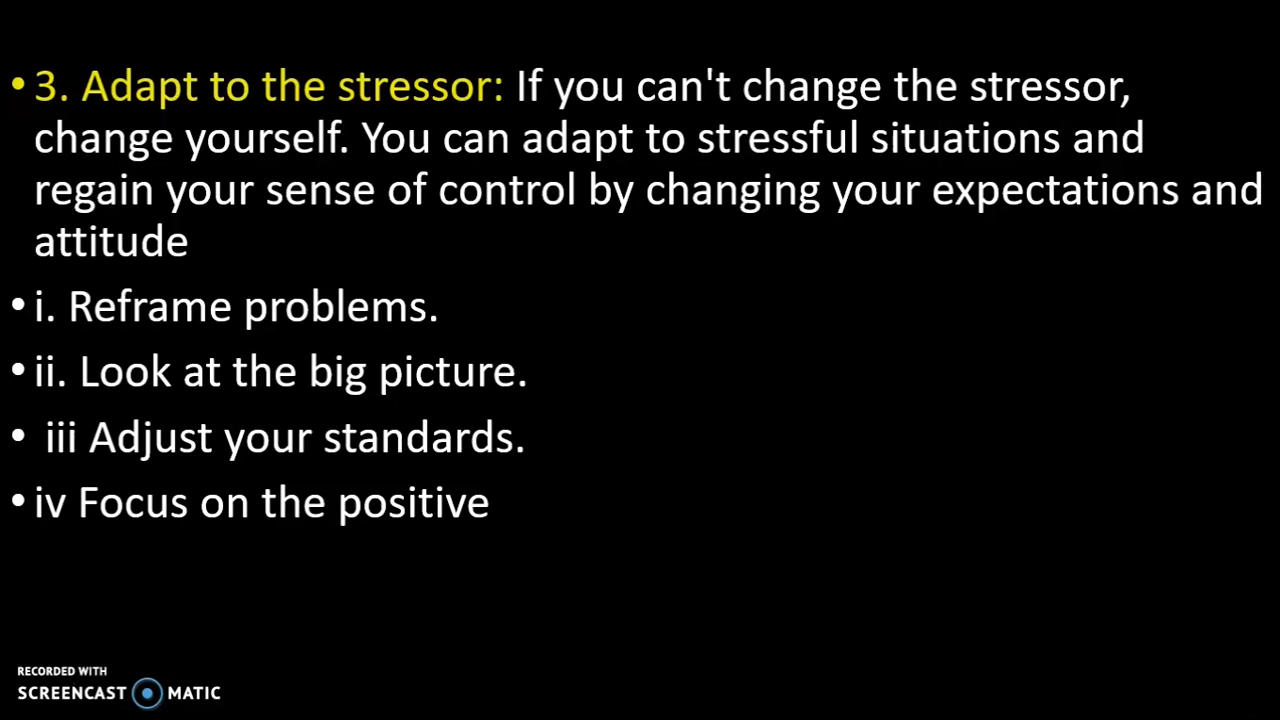 • 3. Adapt to the stressor: If you can't change the stressor,
change yourself. You can adapt to stressful situations and
regain your sense of control by changing your expectations and
attitude
• i. Reframe problems.
• ii. Look at the big picture.
• iii Adjust your standards.
• iv Focus on the positive
RECORDED WITH
SCREENCAST MATIC